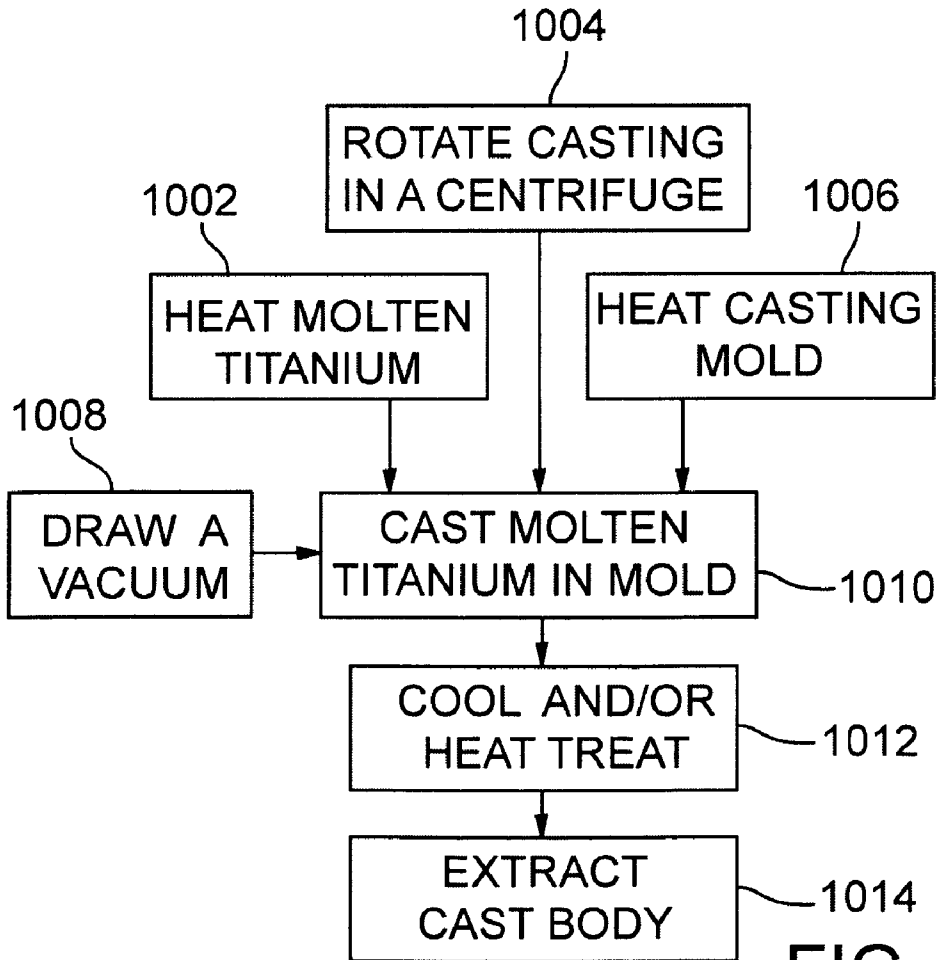 1004
ROTATE CASTING
IN A CENTRIFUGE
1002
1006
HEAT MOLTEN
TITANIUM
HEAT CASTING
MOLD
1008
DRAW A
VACUUM
CAST MOLTEN
TITANIUM IN MOLD
1010
COOL AND/OR
HEAT TREAT
1012
EXTRACT
CAST BODY
1014
FIG